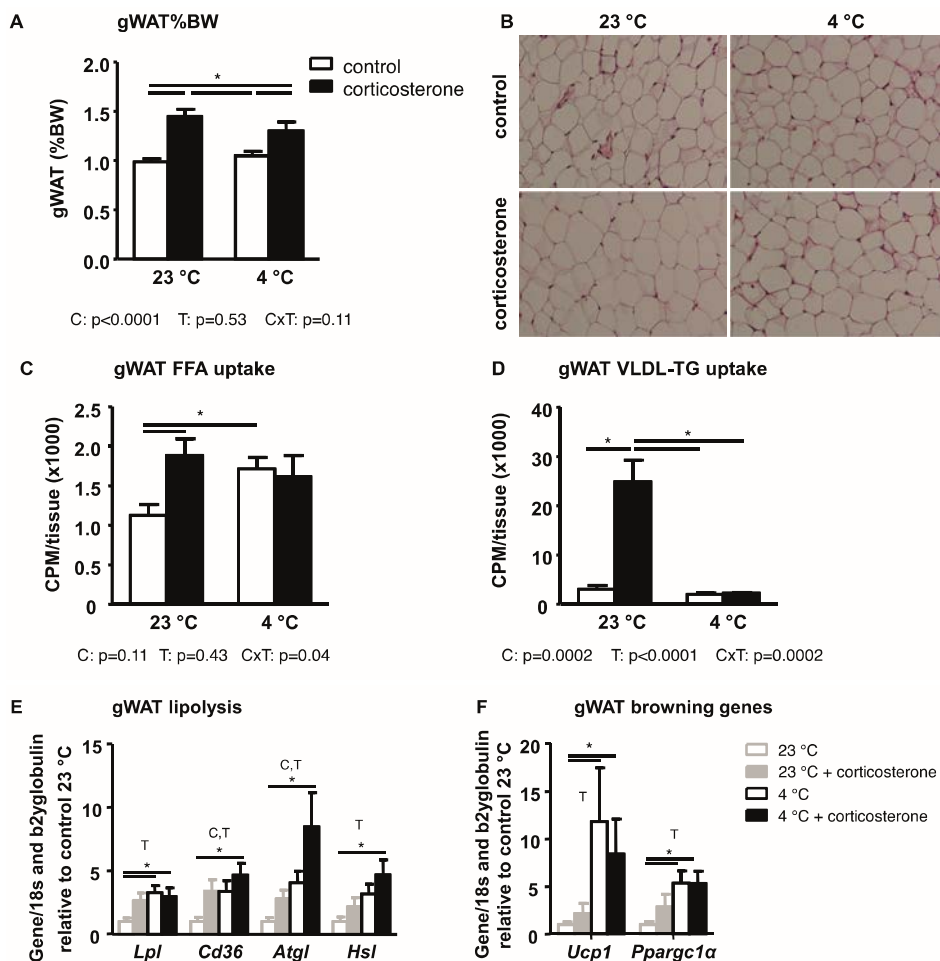 A gWAT%BW
gWAT (%BW)
2.0
1.5
1.0
0.5
0.0
*
control
corticosterone
23 °C 4 °C
C: p<0.0001 T: p=0.53 CxT: p=0.11
B 23 °C 4 °C
control
corticosterone
C gWAT FFA uptake
CPM/tissue (x1000)
2.5
2.0
1.5
1.0
0.5
0
*
23 °C 4 °C
C: p=0.11 T: p=0.43 CxT: p=0.04
D gWAT VLDL-TG uptake
CPM/tissue (x1000)
40
30
20
10
0
* *
23 °C 4 °C
C: p=0.0002 T: p<0.0001 CxT: p=0.0002
E gWAT lipolysis
Gene/18s and b2yglobulin
relative to control 23 °C
15
10
5
0
T
*
C,T
*
C,T
*
T
*
Lpl Cd36 Atgl Hsl
F gWAT browning genes
Gene/18s and b2yglobulin
relative to control 23 °C
20
15
10
5
0
*
T
T
*
Ucp1 Ppargc1α
23 °C
23 °C + corticosterone
4 °C
4 °C + corticosterone